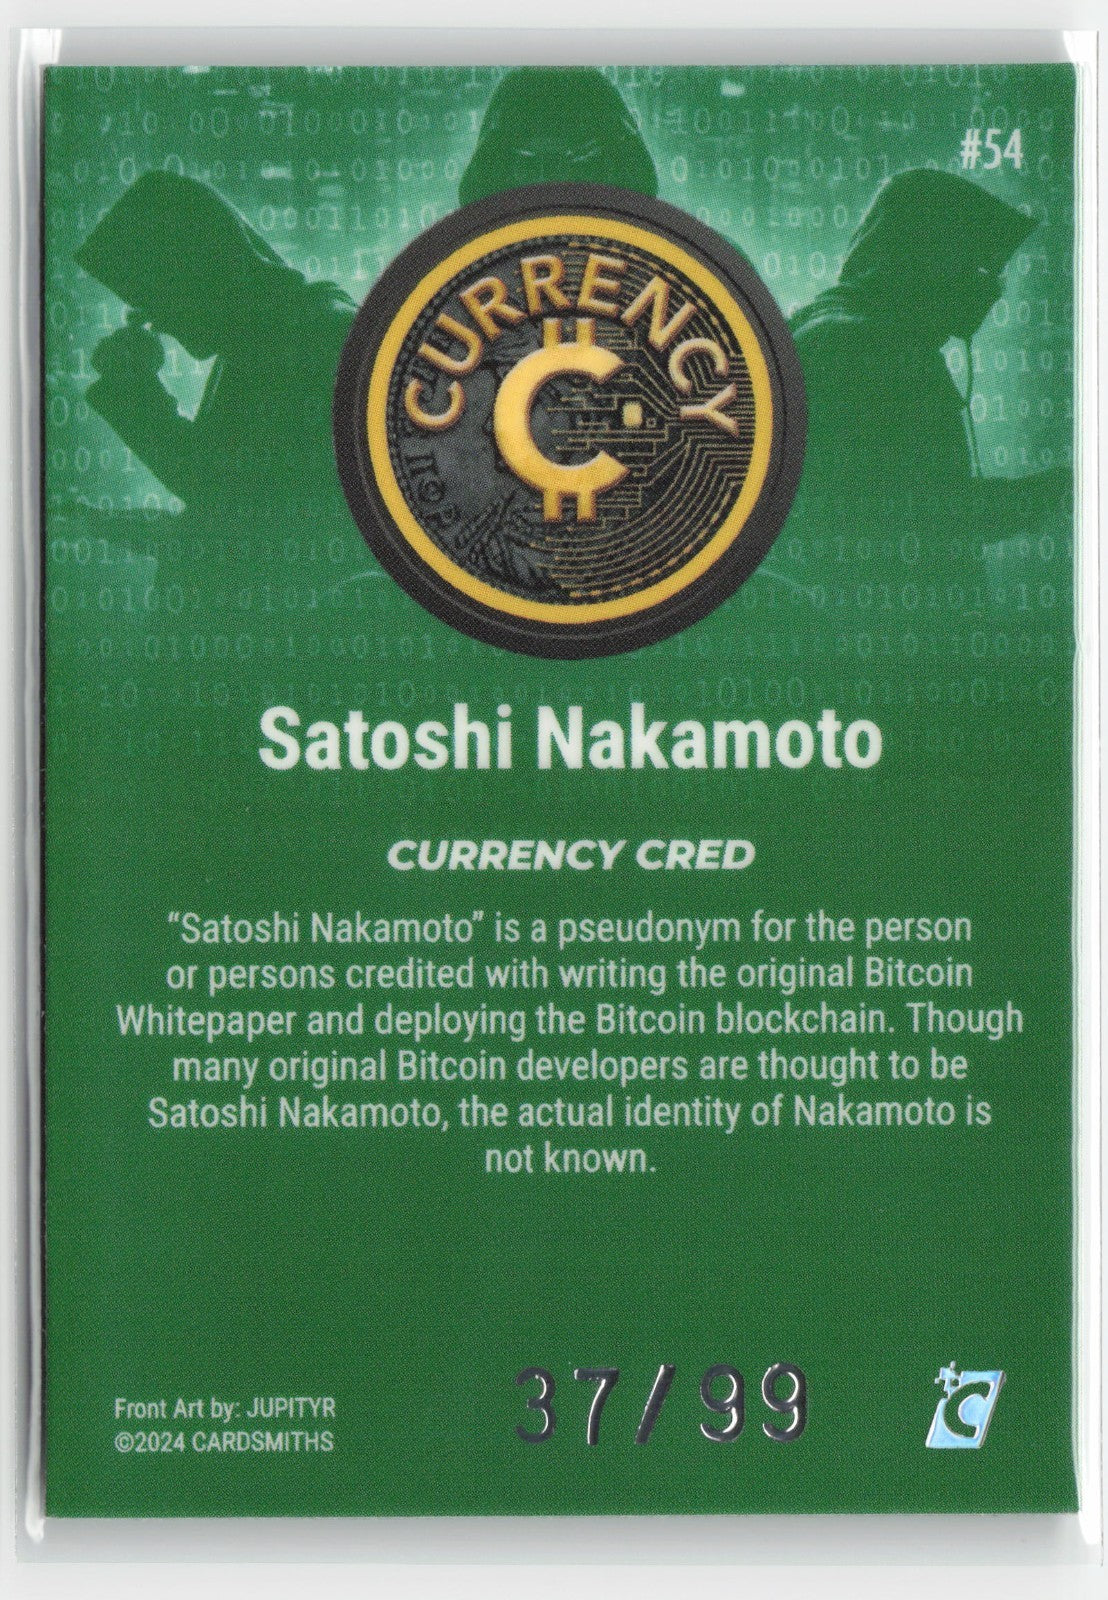 #54
CURRENCY
Satoshi Nakamoto
CURRENCY CRED
“Satoshi Nakamoto” is a pseudonym for the person
or persons credited with writing the original Bitcoin
Whitepaper and deploying the Bitcoin blockchain. Though
many original Bitcoin developers are thought to be
Satoshi Nakamoto, the actual identity of Nakamoto is
not known.
Front Art by: JUPITYR
©2024 CARDSMITHS
37/99